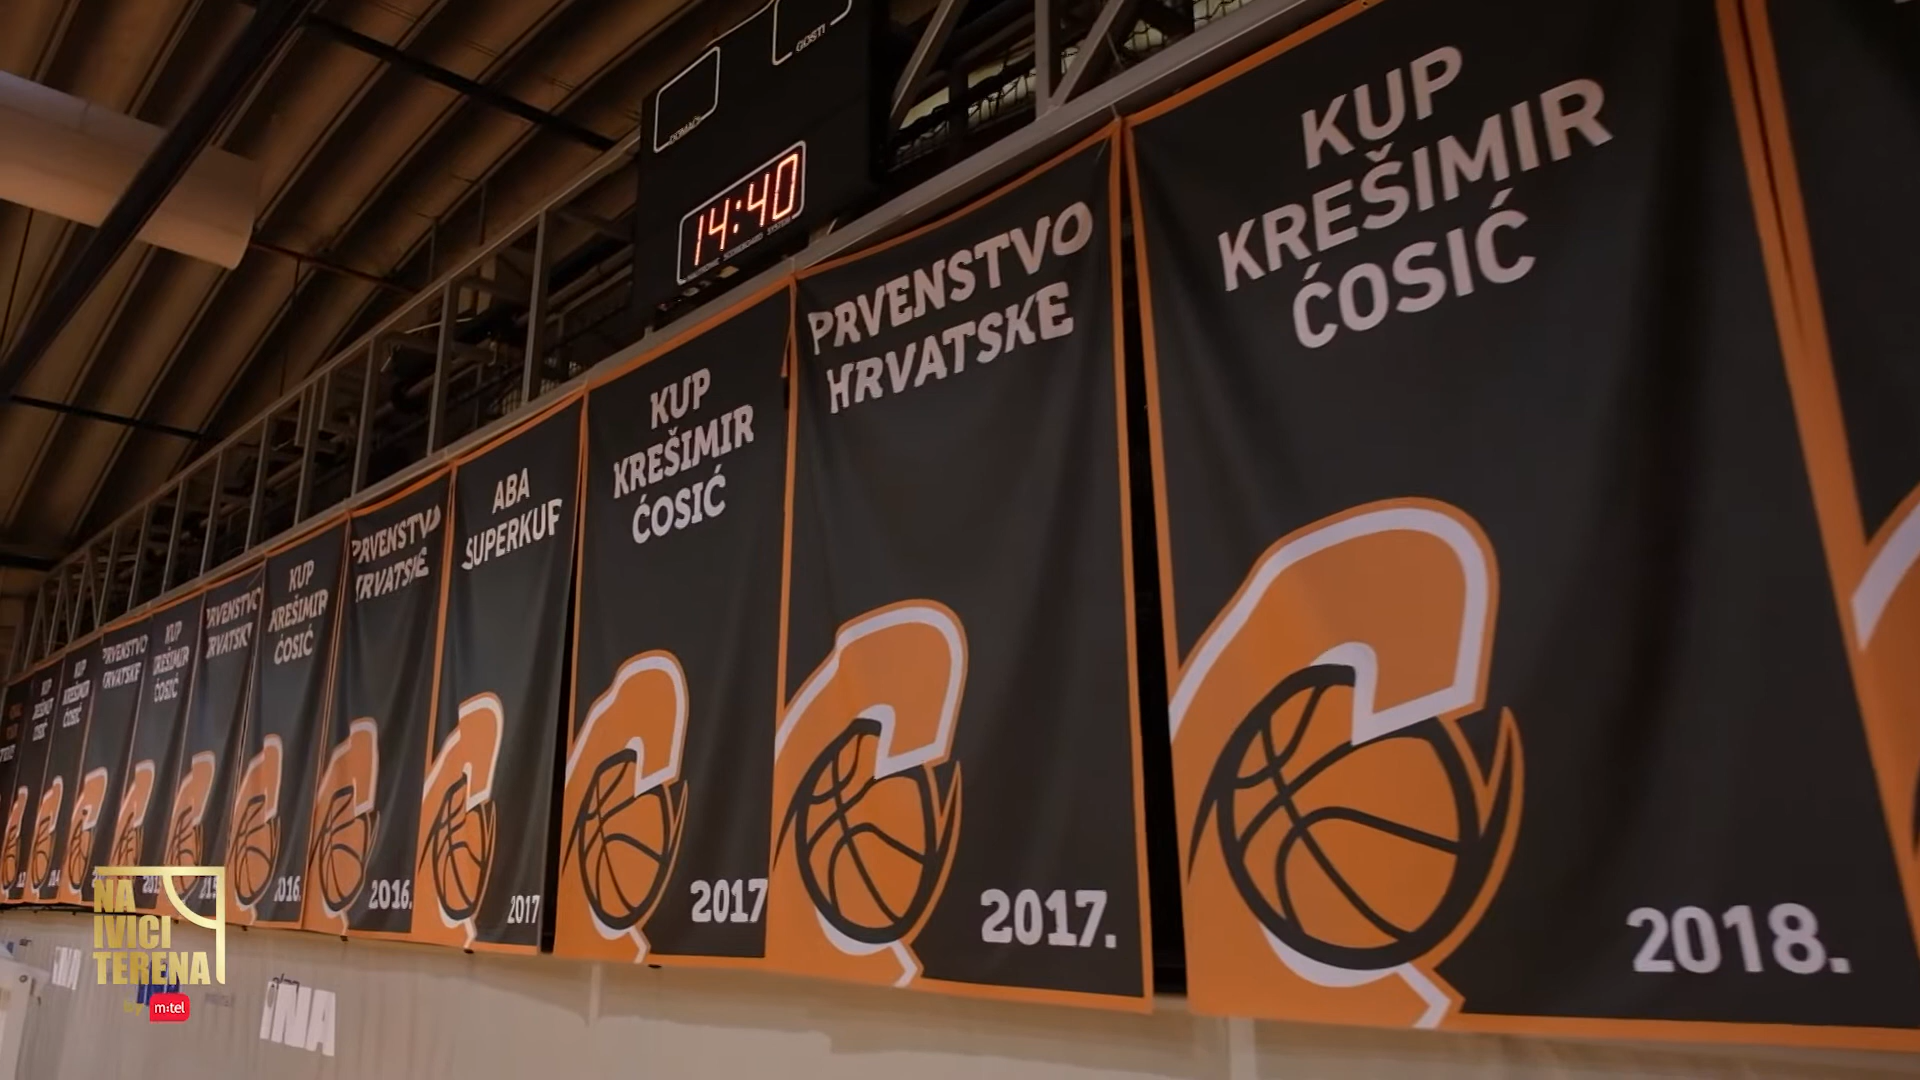 GOSTI
DOMAĆI
14:40
KUP
KREŠIMIR
ĆOSIĆ
2018.
PRVENSTVO
HRVATSKE
2017.
KUP
KREŠIMIR
ĆOSIĆ
2017
ABA
SUPERKUP
2017
PRVENSTVO
HRVATSKE
2016.
KUP
KREŠIMIR
ĆOSIĆ
2016.
PRVENSTVO
HRVATSKE
KUP
KREŠIMIR
ĆOSIĆ
PRVENSTVO
HRVATSKE
KUP
KREŠIMIR
ĆOSIĆ
NA
IVICI
TERENA
by m:tel
INA